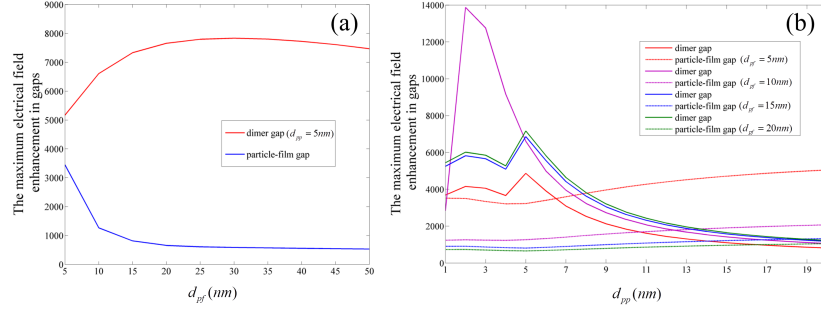 (a)
The maximum electrical field
enhancement in gaps
9000
8000
7000
6000
5000
4000
3000
2000
1000
0
5 10 15 20 25 30 35 40 45 50
d_pf (nm)
dimer gap (d_pp = 5nm)
particle-film gap
(b)
The maximum electrical field
enhancement in gaps
14000
12000
10000
8000
6000
4000
2000
0
1 3 5 7 9 11 13 15 17 19
d_pp (nm)
dimer gap
particle-film gap (d_pf = 5nm)
dimer gap
particle-film gap (d_pf = 10nm)
dimer gap
particle-film gap (d_pf = 15nm)
dimer gap
particle-film gap (d_pf = 20nm)